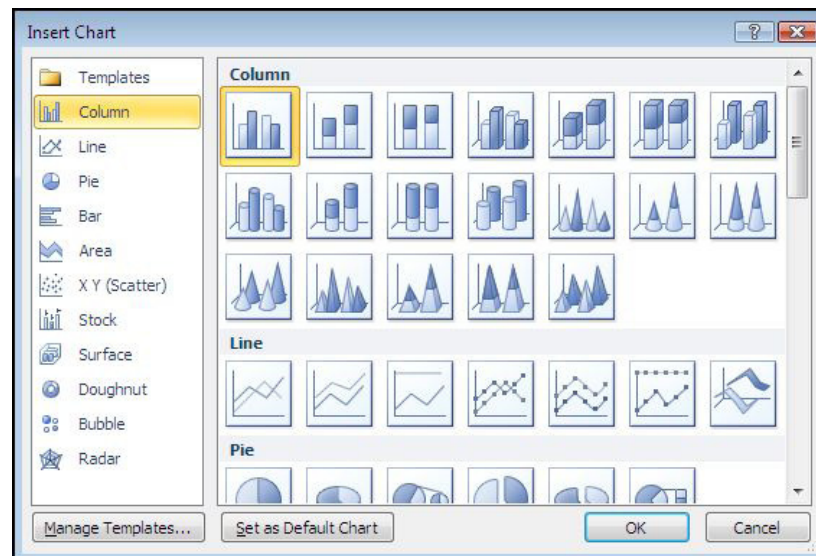 Insert Chart
Templates
Column
Line
Pie
Bar
Area
X Y (Scatter)
Stock
Surface
Doughnut
Bubble
Radar
Column
Line
Pie
Manage Templates...
Set as Default Chart
OK
Cancel